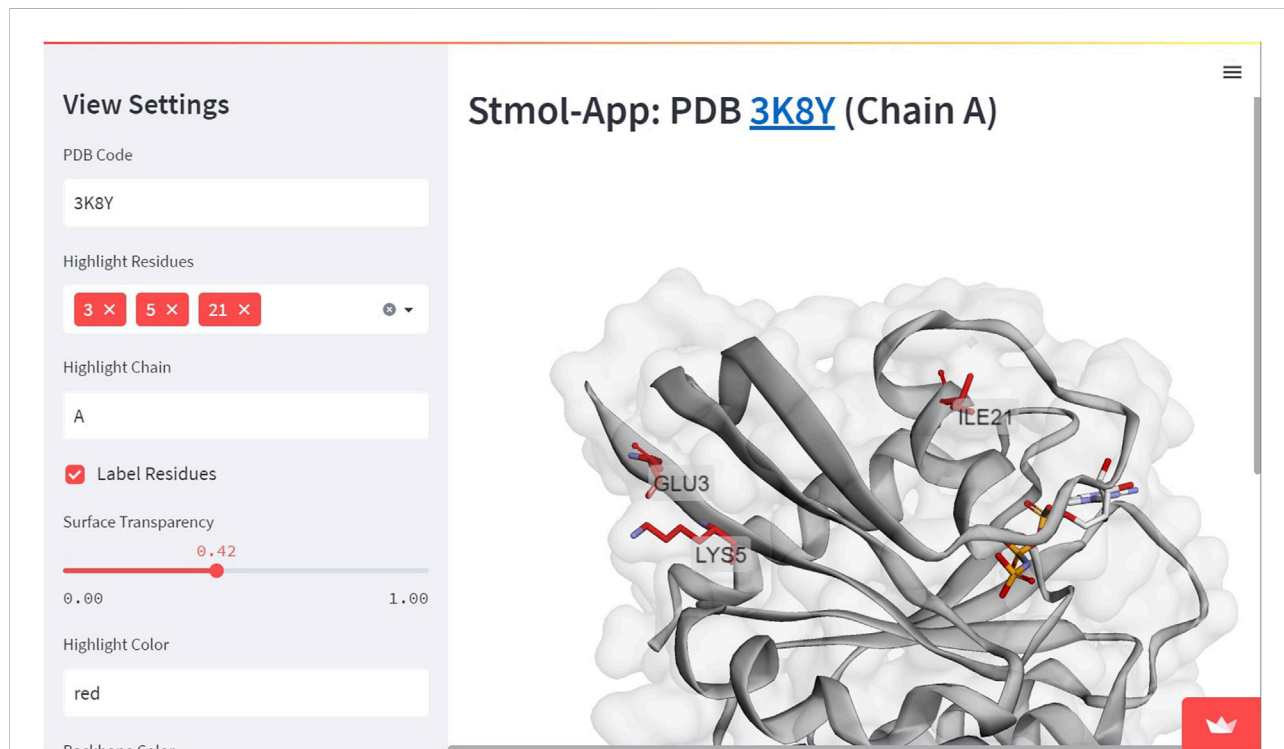 View Settings
PDB Code
3K8Y
Highlight Residues
3 × 5 × 21 ×
Highlight Chain
A
Label Residues
Surface Transparency
0.42
0.00 1.00
Highlight Color
red
Stmol-App: PDB 3K8Y (Chain A)
ILE21
GLU3
LYS5